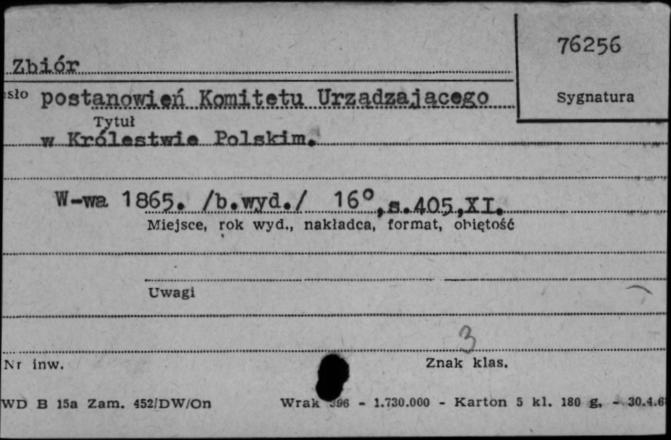 76256
Zbiór
sło postanowień Komitetu Urządzającego
Sygnatura
Tytuł
w Królestwie Polskim.
W-wa 1865. /b.wyd./ 16°,s.405,XI.
Miejsce, rok wyd., nakładca, format, objętość
Uwagi
3
Nr inw.
Znak klas.
WD B 15a Zam. 452/DW/On Wrak 396 - 1.730.000 - Karton 5 kl. 180 g. - 30.4.6